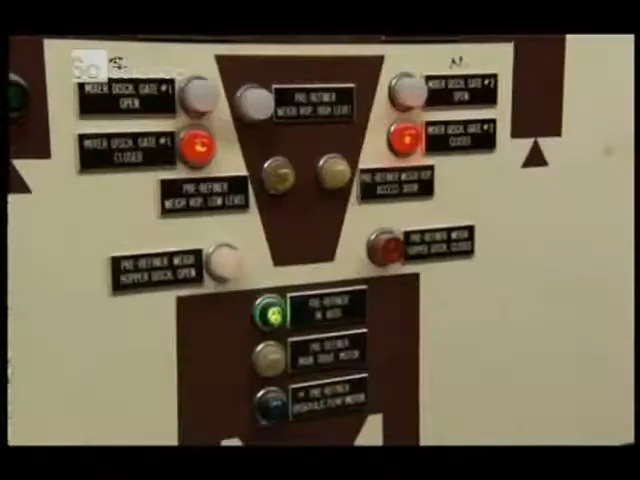 MIXER DISCH. GATE #1
OPEN
PRE-REFINER
WEIGH HOP. HIGH LEVEL
MIXER DISCH. GATE #2
OPEN
MIXER DISCH. GATE #1
CLOSED
MIXER DISCH. GATE #2
CLOSED
PRE-REFINER
WEIGH HOP. LOW LEVEL
PRE-REFINER WEIGH HOP.
ACCESS DOOR
PRE-REFINER WEIGH
HOPPER DISCH. OPEN
PRE-REFINER WEIGH
HOPPER DISCH. CLOSED
PRE-REFINER
IN AUTO
PRE-REFINER
MAIN DRIVE MOTOR
PRE-REFINER
HYDRAULIC PUMP MOTOR